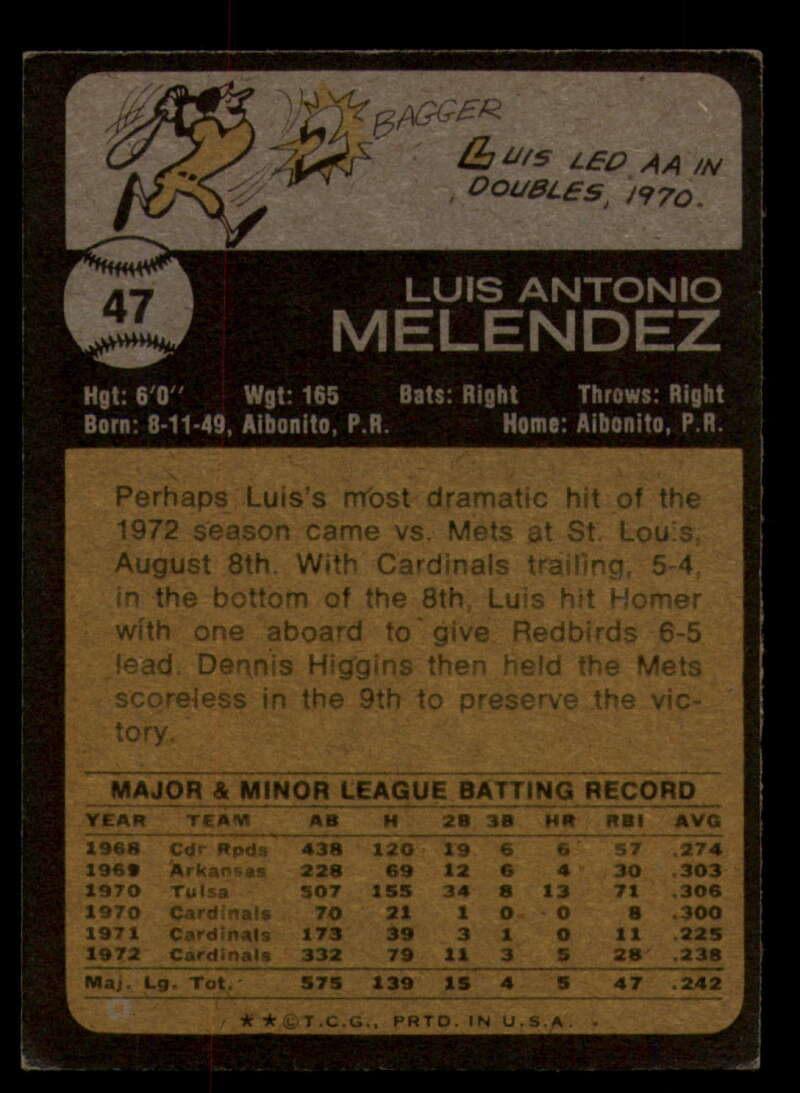 2 BAGGER
LUIS LED AA IN
DOUBLES, 1970.
47
LUIS ANTONIO
MELENDEZ
Hgt: 6'0" Wgt: 165 Bats: Right Throws: Right
Born: 8-11-49, Aibonito, P.R. Home: Aibonito, P.R.
Perhaps Luis's most dramatic hit of the
1972 season came vs. Mets at St. Louis,
August 8th. With Cardinals trailing, 5-4,
in the bottom of the 8th, Luis hit Homer
with one aboard to give Redbirds 6-5
lead. Dennis Higgins then held the Mets
scoreless in the 9th to preserve the vic-
tory.
MAJOR & MINOR LEAGUE BATTING RECORD
YEAR TEAM AB H 2B 3B HR RBI AVG
1968 Cdr Rpds 438 120 19 6 6 57 .274
1969 Arkansas 228 69 12 6 4 30 .303
1970 Tulsa 507 155 34 8 13 71 .306
1970 Cardinals 70 21 1 0 0 8 .300
1971 Cardinals 173 39 3 1 0 11 .225
1972 Cardinals 332 79 11 3 5 28 .238
Maj. Lg. Tot. 575 139 15 4 5 47 .242
★★©T.C.G., PRTD. IN U.S.A.